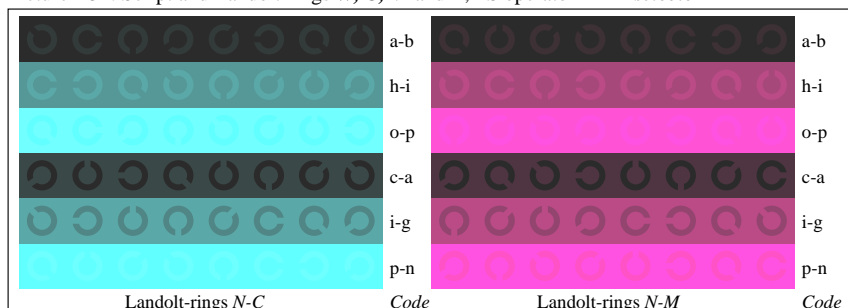 a-b a-b
h-i h-i
o-p o-p
c-a c-a
i-g i-g
p-n p-n
Landolt-rings N-C Code Landolt-rings N-M Code